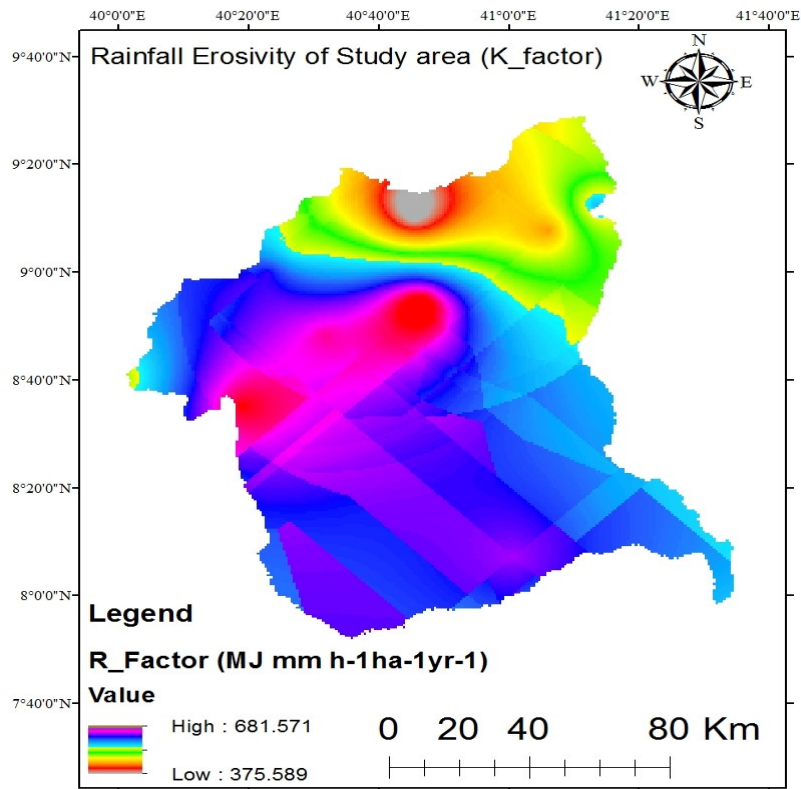 40°0'0"E 40°20'0"E 40°40'0"E 41°0'0"E 41°20'0"E 41°40'0"E
9°40'0"N
Rainfall Erosivity of Study area (K_factor)
N
W E
S
9°20'0"N
9°0'0"N
8°40'0"N
8°20'0"N
8°0'0"N
Legend
R_Factor (MJ mm h-1ha-1yr-1)
Value
7°40'0"N
High : 681.571
Low : 375.589
0 20 40 80 Km